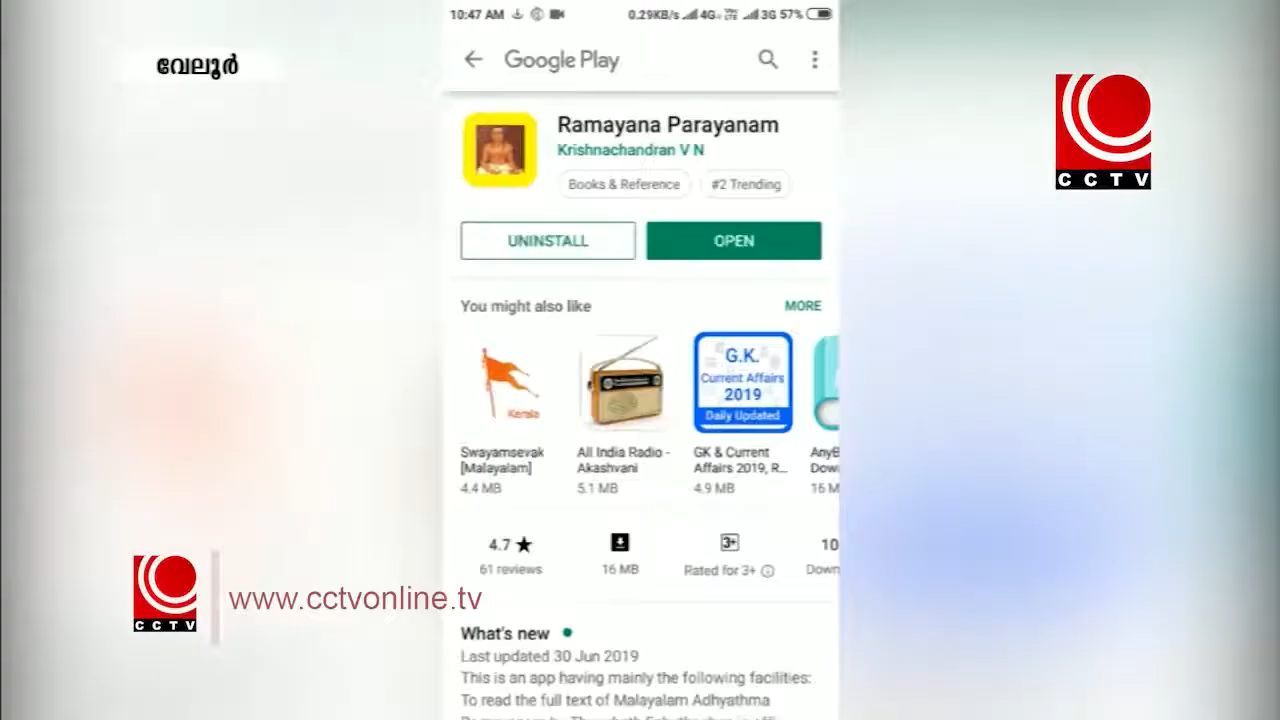 10:47 AM 0.29KB/s 4G 3G 57%
വേലൂർ
Google Play
CCTV
Ramayana Parayanam
Krishnachandran V N
Books & Reference #2 Trending
UNINSTALL OPEN
You might also like MORE
G.K.
Current Affairs
2019
Daily Updated
Kerala
Swayamsevak All India Radio - GK & Current AnyB
[Malayalam] Akashvani Affairs 2019, R... Dow
4.4 MB 5.1 MB 4.9 MB 16 M
4.7 ★ 3+ 10
61 reviews 16 MB Rated for 3+ Down
CCTV
www.cctvonline.tv
What's new
Last updated 30 Jun 2019
This is an app having mainly the following facilities:
To read the full text of Malayalam Adhyathma